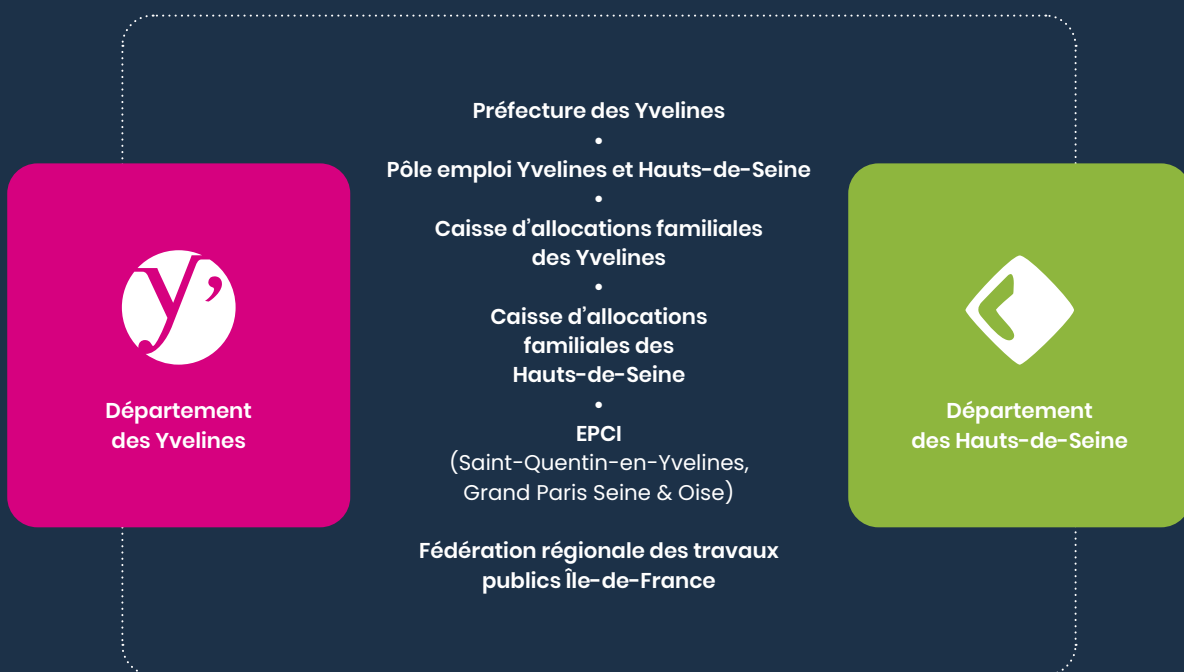 Préfecture des Yvelines
•
Pôle emploi Yvelines et Hauts-de-Seine
•
Caisse d’allocations familiales
des Yvelines
•
Caisse d’allocations
familiales des
Hauts-de-Seine
•
EPCI
(Saint-Quentin-en-Yvelines,
Grand Paris Seine & Oise)
Fédération régionale des travaux
publics Île-de-France
y’
Département
des Yvelines
Département
des Hauts-de-Seine